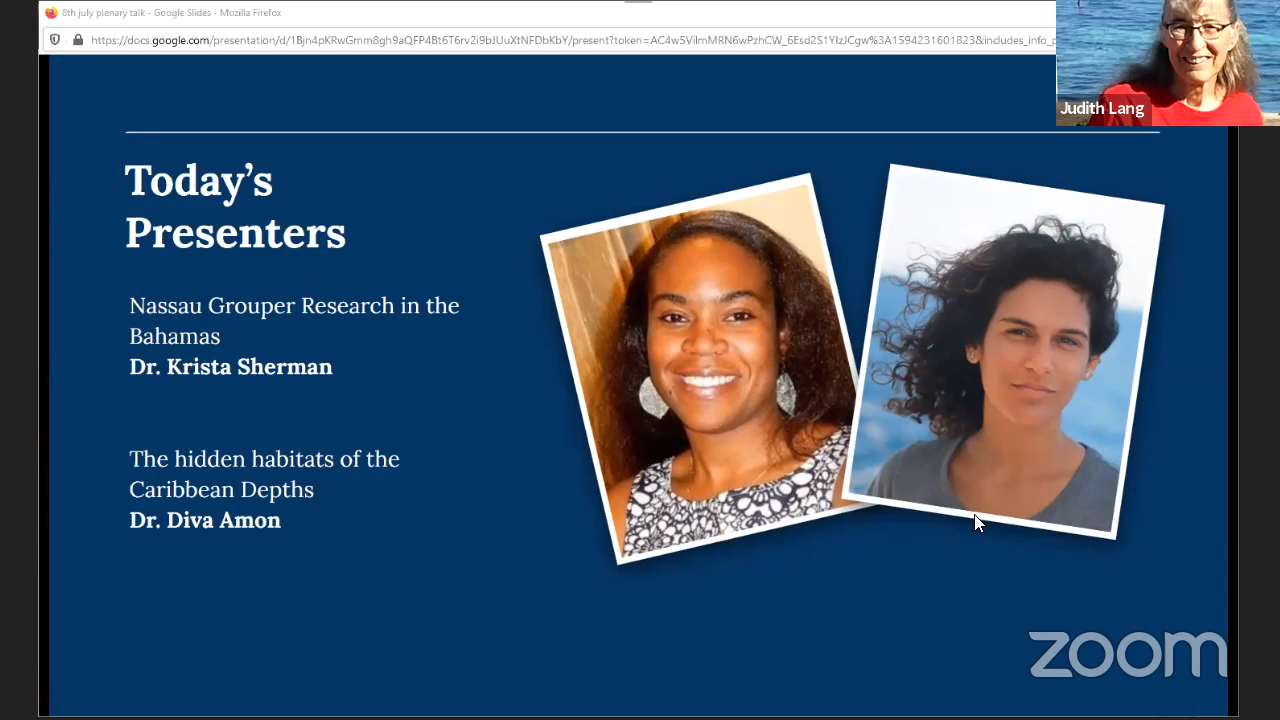 8th july plenary talk - Google Slides - Mozilla Firefox
Judith Lang
Today's
Presenters
Nassau Grouper Research in the
Bahamas
Dr. Krista Sherman
The hidden habitats of the
Caribbean Depths
Dr. Diva Amon
zoom